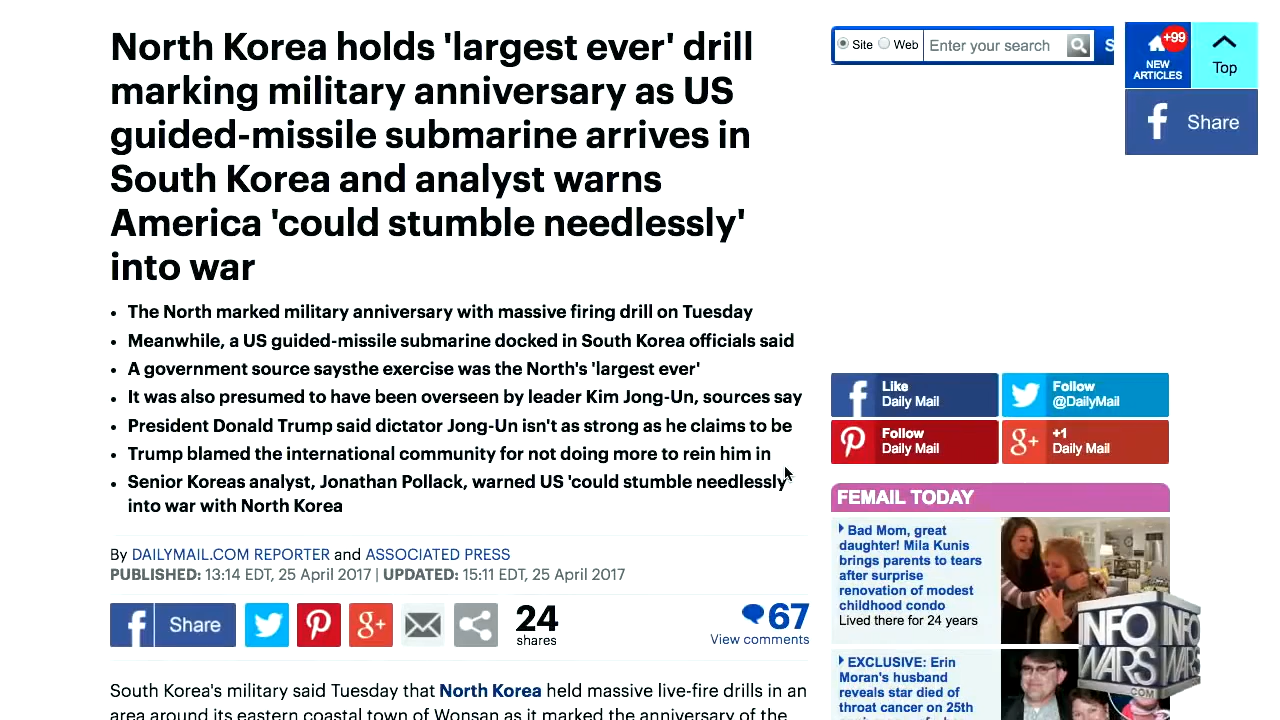 North Korea holds 'largest ever' drill
marking military anniversary as US
guided-missile submarine arrives in
South Korea and analyst warns
America 'could stumble needlessly'
into war
• The North marked military anniversary with massive firing drill on Tuesday
• Meanwhile, a US guided-missile submarine docked in South Korea officials said
• A government source saysthe exercise was the North's 'largest ever'
• It was also presumed to have been overseen by leader Kim Jong-Un, sources say
• President Donald Trump said dictator Jong-Un isn't as strong as he claims to be
• Trump blamed the international community for not doing more to rein him in
• Senior Koreas analyst, Jonathan Pollack, warned US 'could stumble needlessly'
into war with North Korea
By DAILYMAIL.COM REPORTER and ASSOCIATED PRESS
PUBLISHED: 13:14 EDT, 25 April 2017 | UPDATED: 15:11 EDT, 25 April 2017
Share
24
shares
67
View comments
South Korea's military said Tuesday that North Korea held massive live-fire drills in an
area around its eastern coastal town of Wonsan as it marked the anniversary of the
Site Web Enter your search S
+99
NEW
ARTICLES
Top
Share
Like
Daily Mail
Follow
@DailyMail
Follow
Daily Mail
+1
Daily Mail
FEMAIL TODAY
Bad Mom, great
daughter! Mila Kunis
brings parents to tears
after surprise
renovation of modest
childhood condo
Lived there for 24 years
EXCLUSIVE: Erin
Moran's husband
reveals star died of
throat cancer on 25th
INFO
WARS
.COM
INFO
WARS